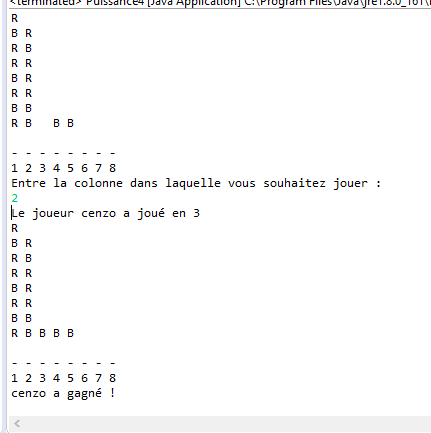 <terminated> Puissance4 [Java Application] C:\Program Files\Java\jre1.8.0_161\
R
B R
R B
R R
B R
R R
B B
R B   B B

- - - - - - - -
1 2 3 4 5 6 7 8
Entre la colonne dans laquelle vous souhaitez jouer :
2
Le joueur cenzo a joué en 3
R
B R
R B
R R
B R
R R
B B
R B B B B

- - - - - - - -
1 2 3 4 5 6 7 8
cenzo a gagné !